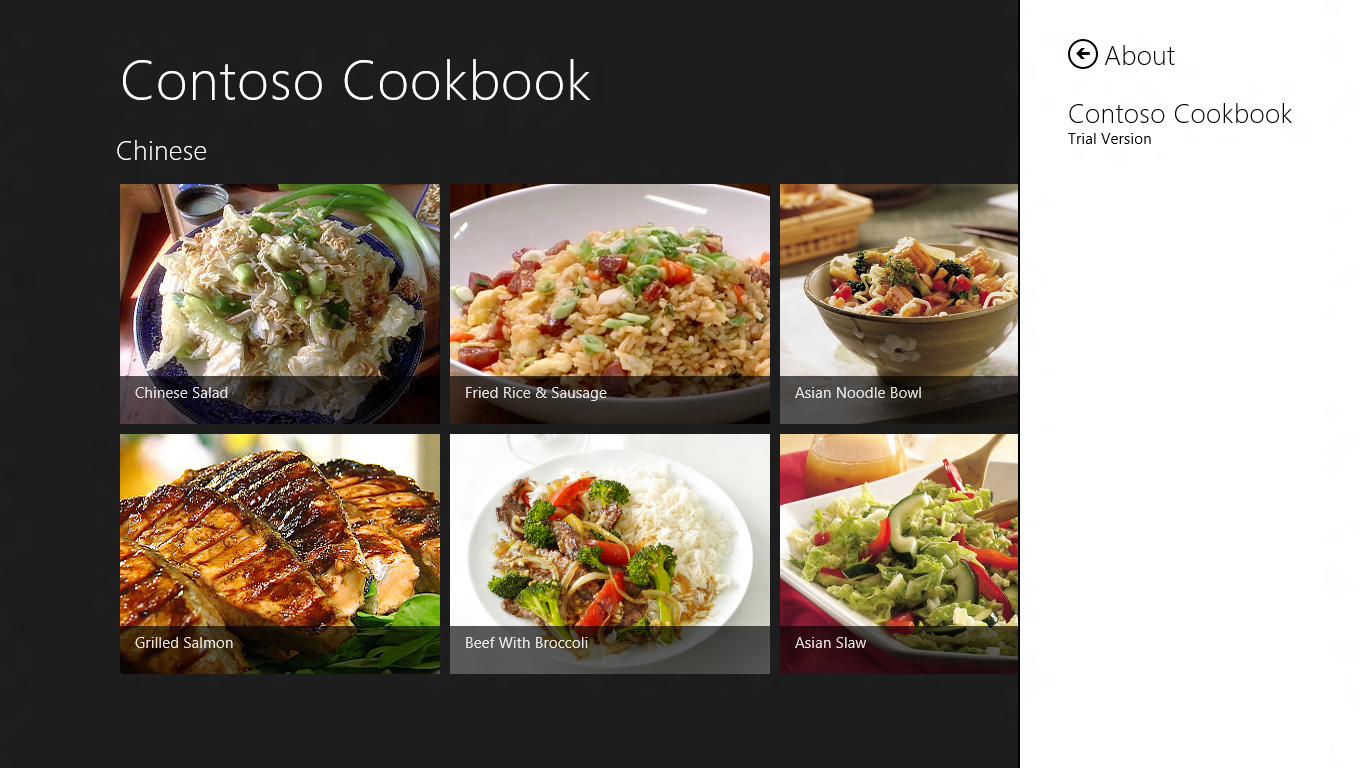 Contoso Cookbook
Chinese
Chinese Salad
Fried Rice & Sausage
Asian Noodle Bowl
Grilled Salmon
Beef With Broccoli
Asian Slaw
About
Contoso Cookbook
Trial Version